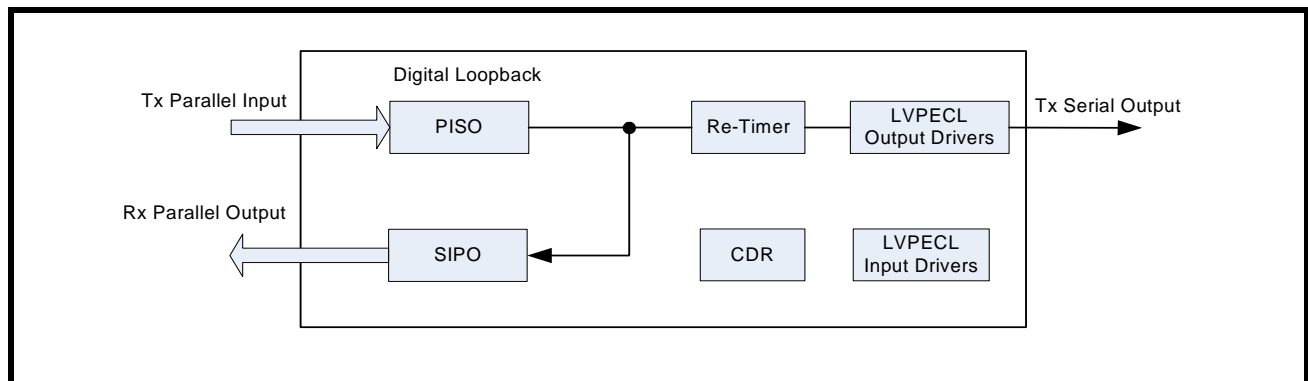 Digital Loopback
Tx Parallel Input
PISO
Re-Timer
LVPECL
Output Drivers
Tx Serial Output
Rx Parallel Output
SIPO
CDR
LVPECL
Input Drivers